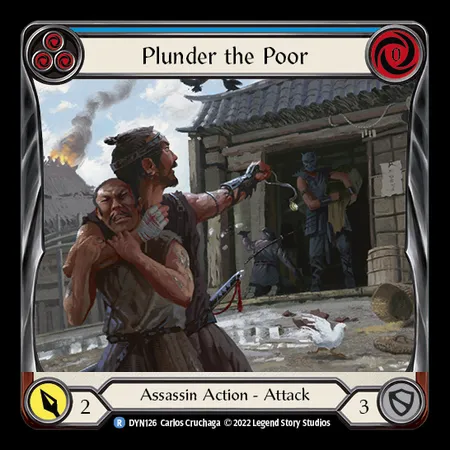 Plunder the Poor
0
2
Assassin Action - Attack
3
R DYN126 Carlos Cruchaga © 2022 Legend Story Studios